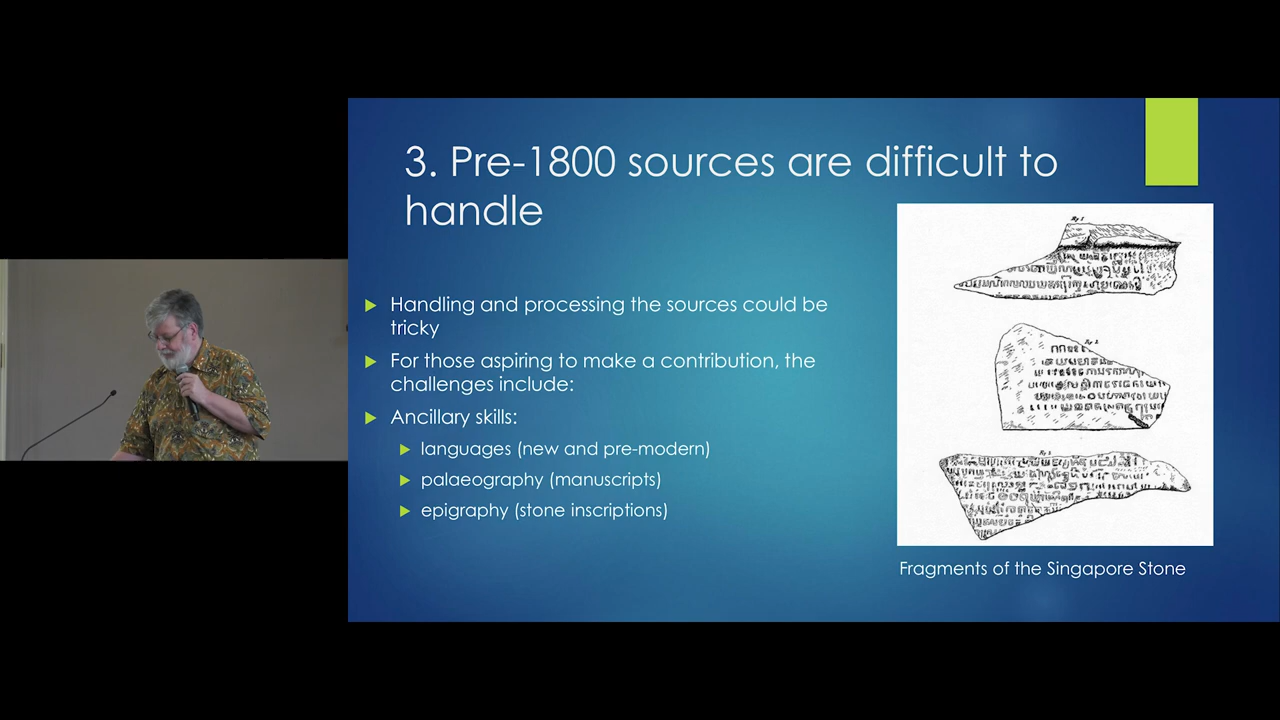 3. Pre-1800 sources are difficult to
handle
Handling and processing the sources could be
tricky
For those aspiring to make a contribution, the
challenges include:
Ancillary skills:
languages (new and pre-modern)
palaeography (manuscripts)
epigraphy (stone inscriptions)
Fragments of the Singapore Stone